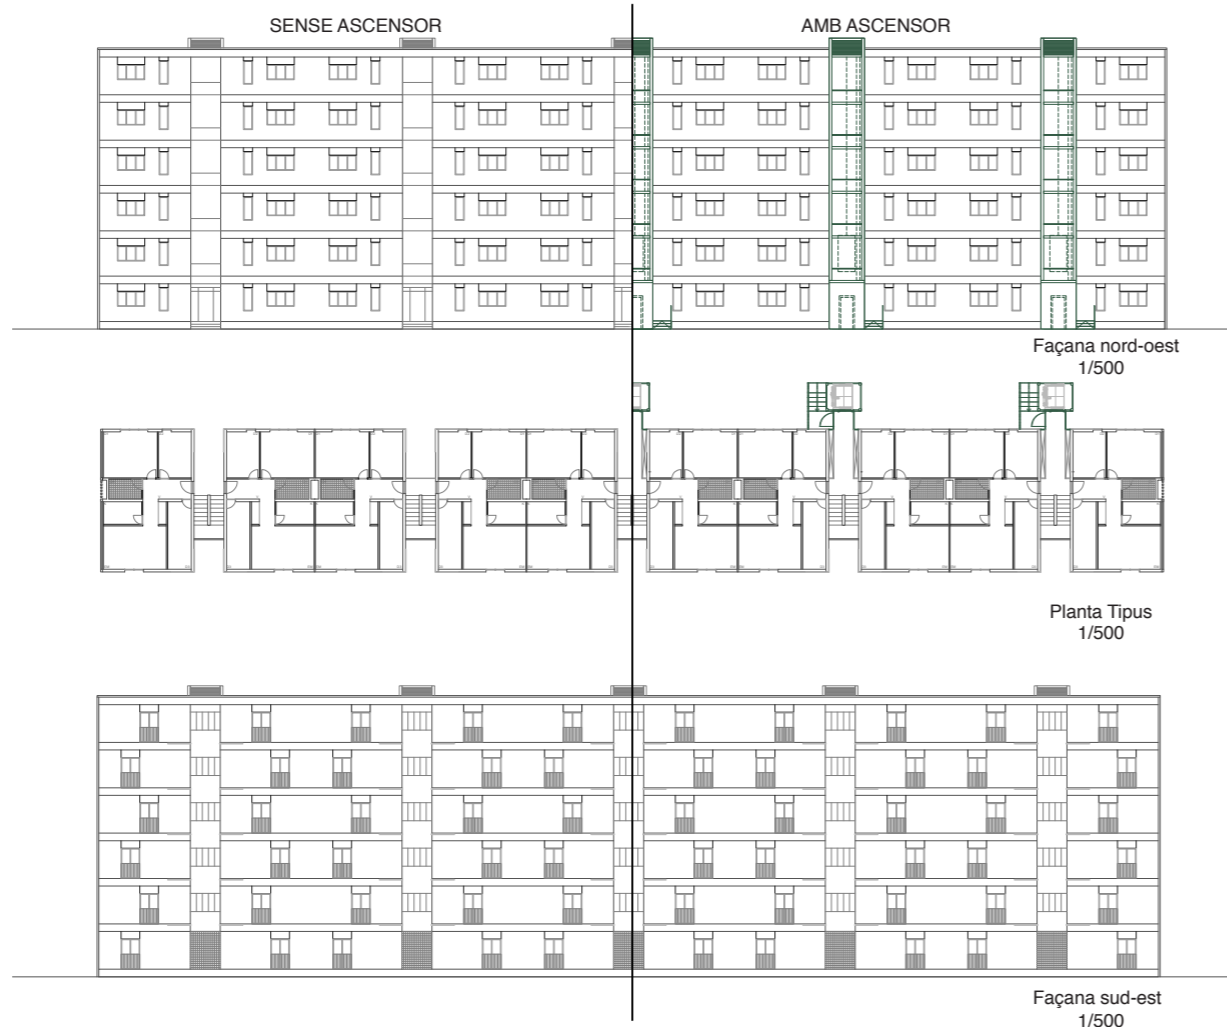 SENSE ASCENSOR
AMB ASCENSOR
Façana nord-oest
1/500
Planta Tipus
1/500
Façana sud-est
1/500